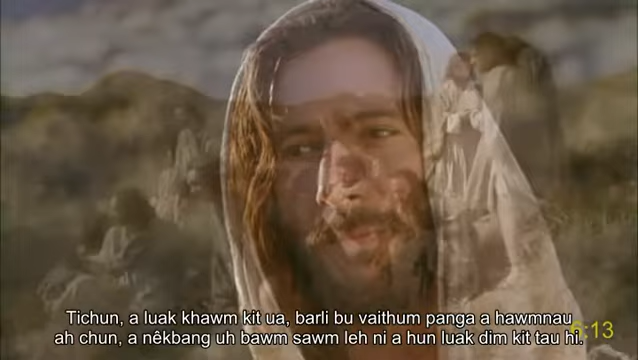 Tichun, a luak khawm kit ua, barli bu vaithum panga a hawmnau
ah chun, a nêkbang uh bawm sawm leh ni a hun luak dim kit tau hi.
6:13